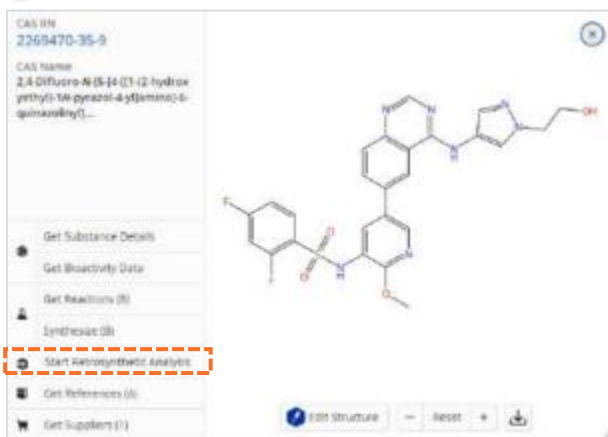 CAS RN
2269470-35-9
CAS Name
2,4-Difluoro-N-(5-[4-([1-(2-hydrox
yethyl)-1H-pyrazol-4-yl]amino)-6-
quinazolinyl]...
Get Substance Details
Get Bioactivity Data
Get Reactions (8)
Synthesize (8)
Start Retrosynthetic Analysis
Get References (4)
Get Suppliers (1)
N
N
N
N
OH
N
H
F
O
S
O
N
H
F
N
O
Edit Structure
Reset